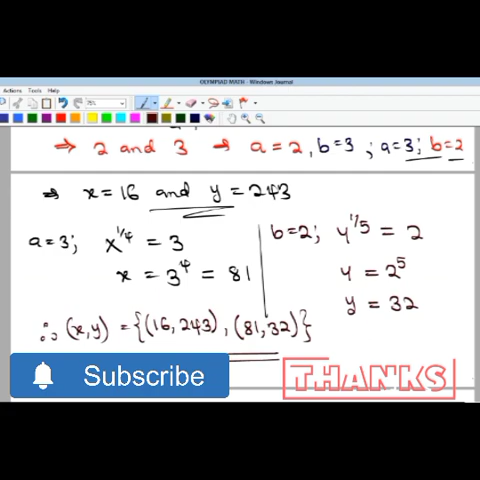 OLYMPIAD MATH - Windows Journal
Actions Tools Help
75%
⇒ 2 and 3 ⇒ a = 2, b = 3 ; a = 3; b = 2
⇒ x = 16 and y = 243
a = 3; x^{1/4} = 3
x = 3^4 = 81
b = 2; y^{1/5} = 2
y = 2^5
y = 32
∴ (x, y) = {(16, 243), (81, 32)}
Subscribe
THANKS